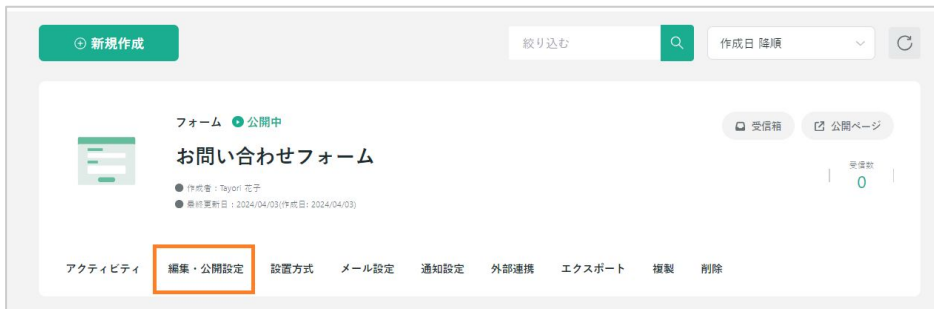 新規作成
絞り込む
作成日 降順
フォーム 公開中
受信箱
公開ページ
お問い合わせフォーム
受信数
0
作成者：Tayori 花子
最終更新日：2024/04/03(作成日: 2024/04/03)
アクティビティ 編集・公開設定 設置方式 メール設定 通知設定 外部連携 エクスポート 複製 削除